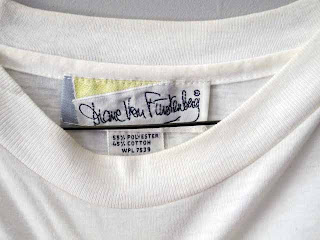 Diane Von Furstenberg ®
55% POLYESTER
45% COTTON
WPL 7539